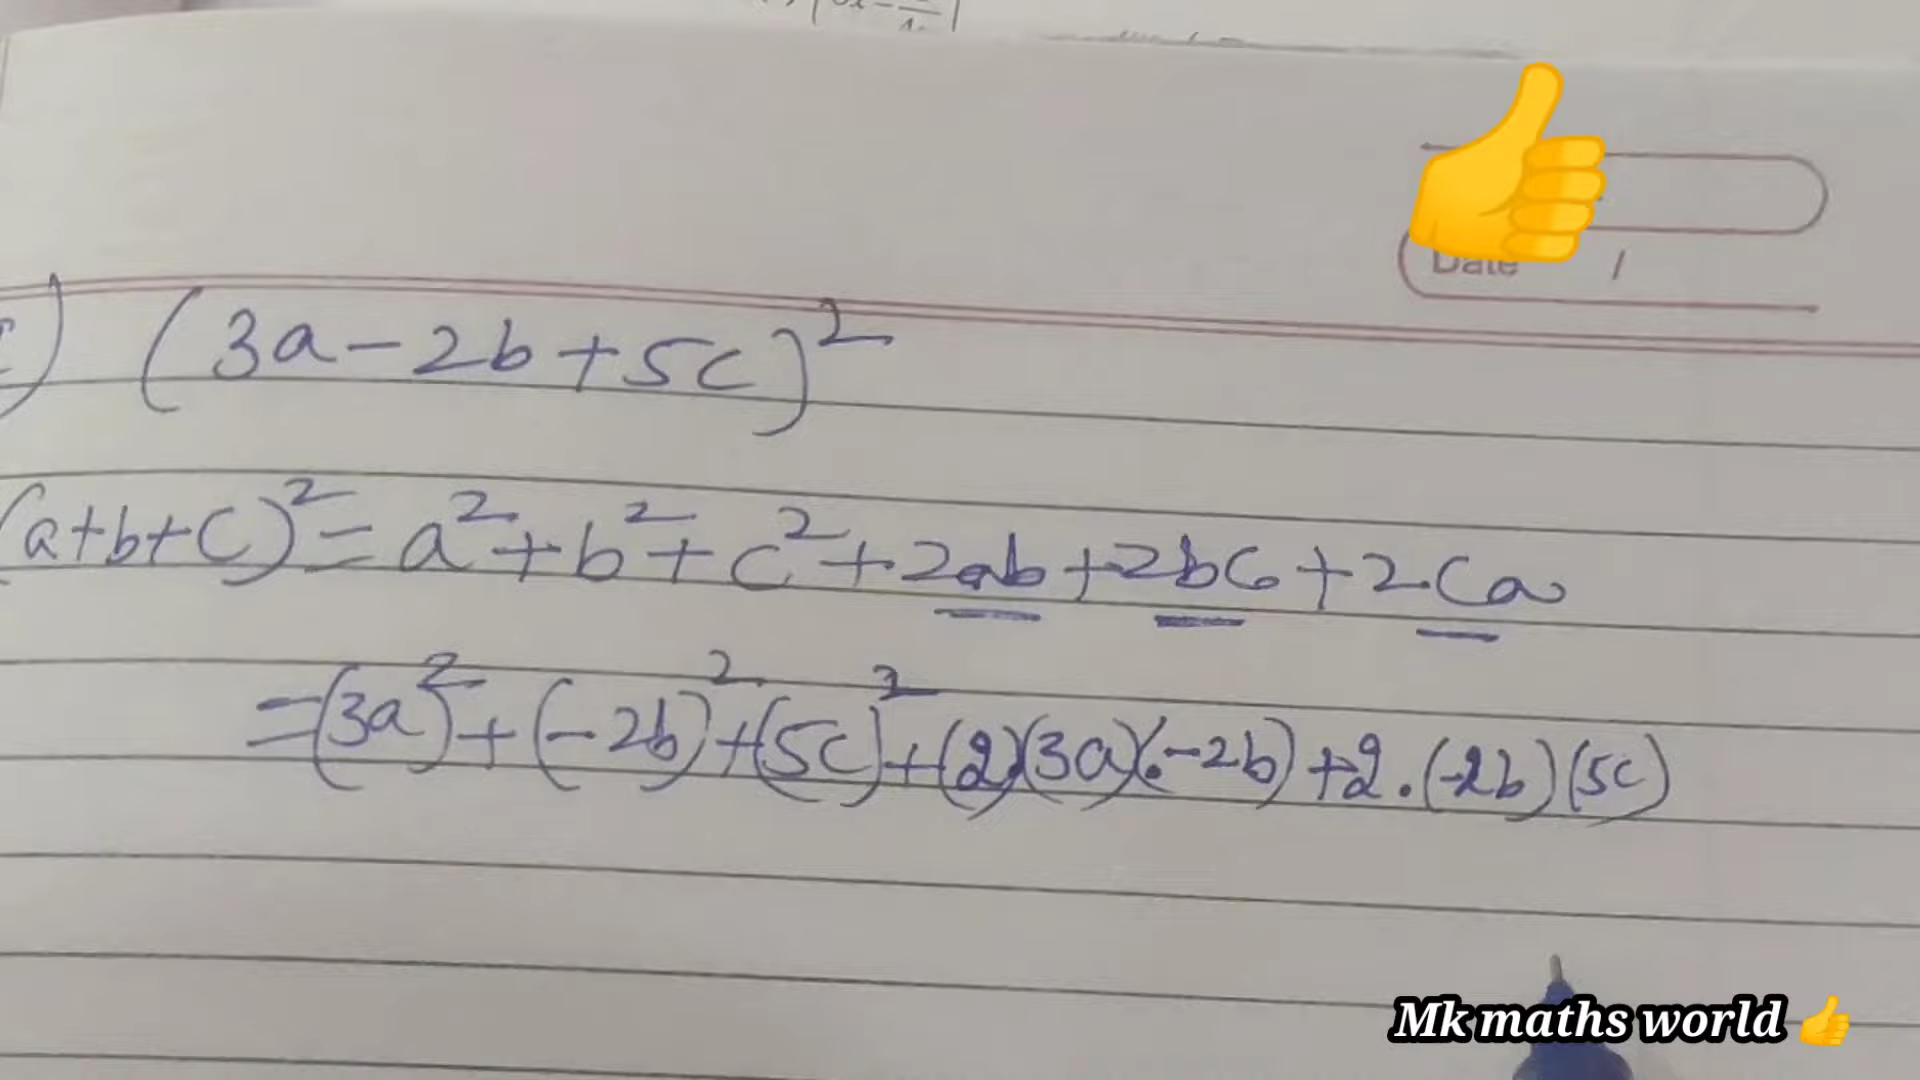 (3a-2b+5c)²
Date /
(a+b+c)² = a²+b²+c²+2ab+2bc+2ca
=(3a)²+(-2b)²+(5c)²+(2)(3a)(-2b)+2.(-2b)(5c)
Mk maths world 👍